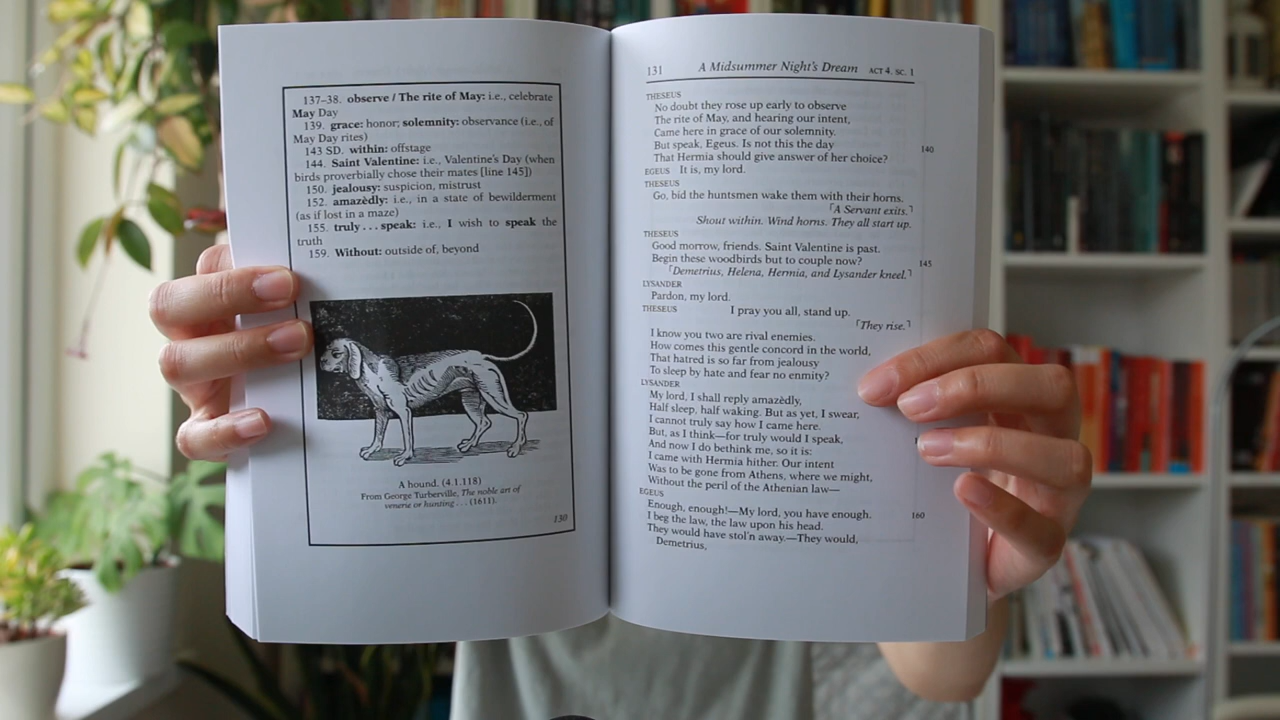 137–38. observe / The rite of May: i.e., celebrate
May Day
139. grace: honor; solemnity: observance (i.e., of
May Day rites)
143 SD. within: offstage
144. Saint Valentine: i.e., Valentine's Day (when
birds proverbially chose their mates [line 145])
150. jealousy: suspicion, mistrust
152. amazèdly: i.e., in a state of bewilderment
(as if lost in a maze)
155. truly . . . speak: i.e., I wish to speak the
truth
159. Without: outside of, beyond
A hound. (4.1.118)
From George Turberville, The noble art of
venerie or hunting . . . (1611).
130
131 A Midsummer Night's Dream ACT 4. SC. 1
THESEUS
No doubt they rose up early to observe
The rite of May, and hearing our intent,
Came here in grace of our solemnity.
But speak, Egeus. Is not this the day 140
That Hermia should give answer of her choice?
EGEUS It is, my lord.
THESEUS
Go, bid the huntsmen wake them with their horns.
⌜A Servant exits.⌝
Shout within. Wind horns. They all start up.
THESEUS
Good morrow, friends. Saint Valentine is past.
Begin these woodbirds but to couple now? 145
⌜Demetrius, Helena, Hermia, and Lysander kneel.⌝
LYSANDER
Pardon, my lord.
THESEUS I pray you all, stand up.
⌜They rise.⌝
I know you two are rival enemies.
How comes this gentle concord in the world,
That hatred is so far from jealousy
To sleep by hate and fear no enmity?
LYSANDER
My lord, I shall reply amazèdly,
Half sleep, half waking. But as yet, I swear,
I cannot truly say how I came here.
But, as I think—for truly would I speak,
And now I do bethink me, so it is:
I came with Hermia hither. Our intent
Was to be gone from Athens, where we might,
Without the peril of the Athenian law—
EGEUS
Enough, enough!—My lord, you have enough. 160
I beg the law, the law upon his head.
They would have stol'n away.—They would,
Demetrius,